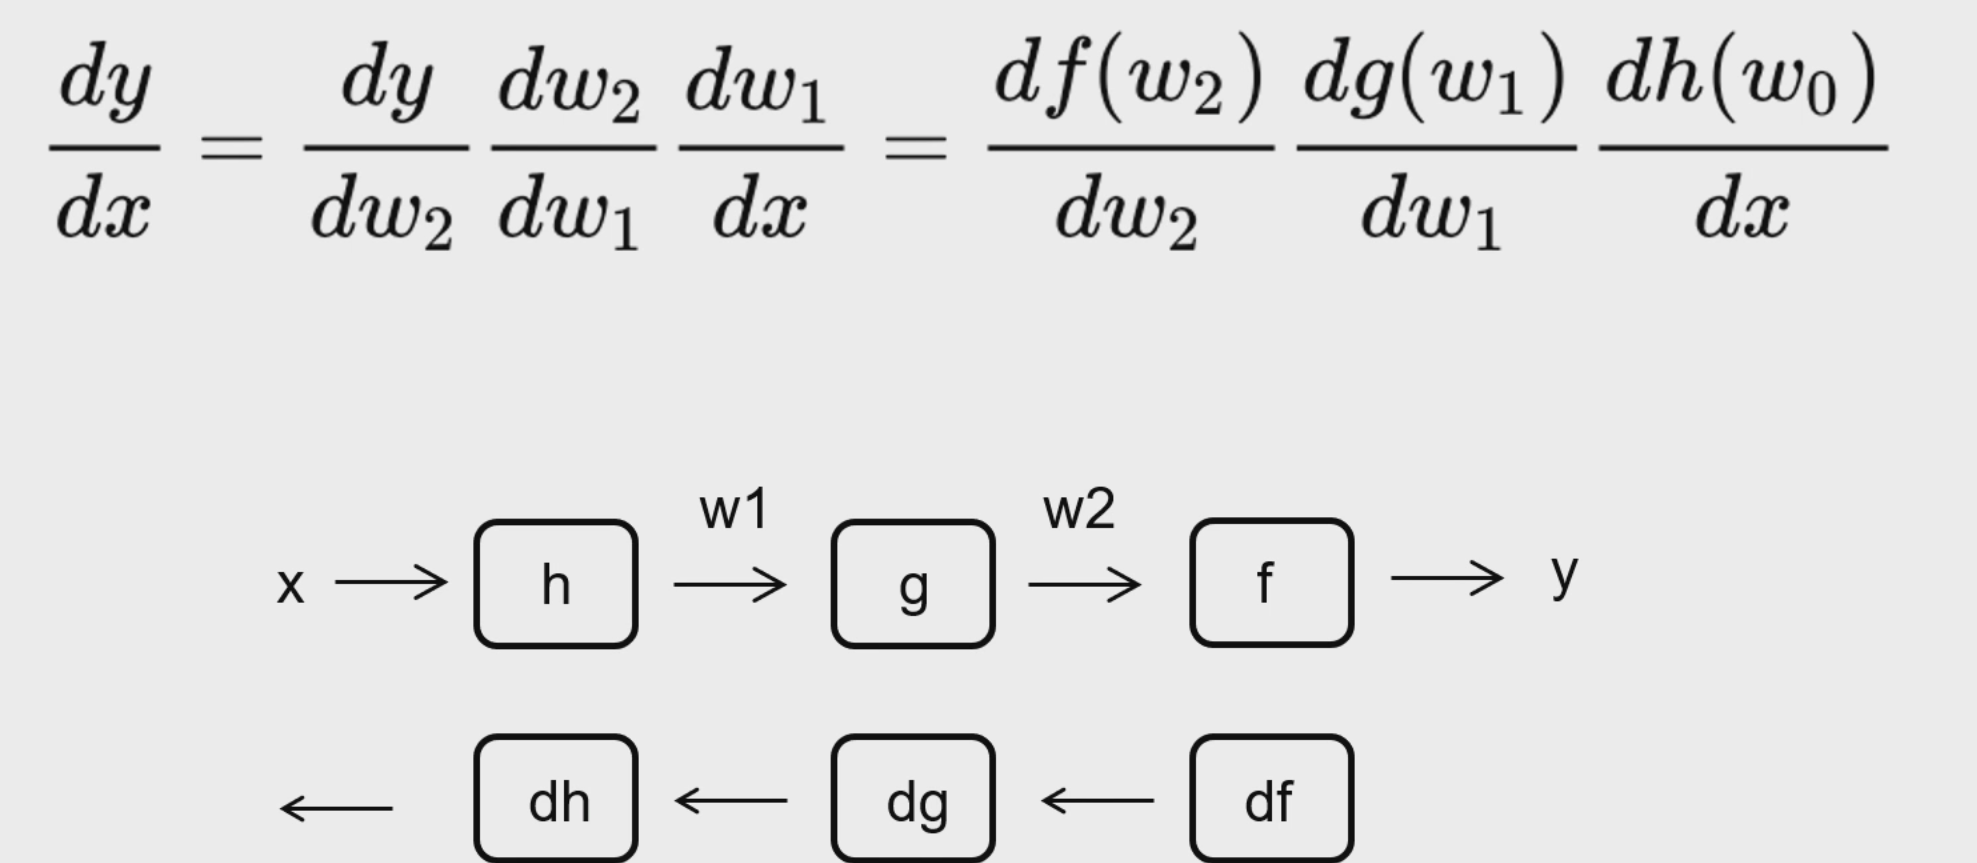 dy/dx = dy/dw₂ dw₂/dw₁ dw₁/dx = df(w₂)/dw₂ dg(w₁)/dw₁ dh(w₀)/dx
w1 w2
x h g f y
dh dg df